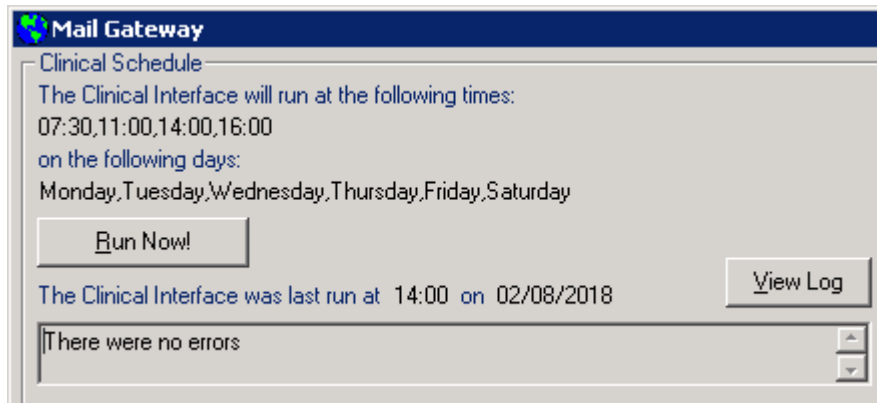 Mail Gateway
Clinical Schedule
The Clinical Interface will run at the following times:
07:30,11:00,14:00,16:00
on the following days:
Monday,Tuesday,Wednesday,Thursday,Friday,Saturday
Run Now!
View Log
The Clinical Interface was last run at 14:00 on 02/08/2018
There were no errors